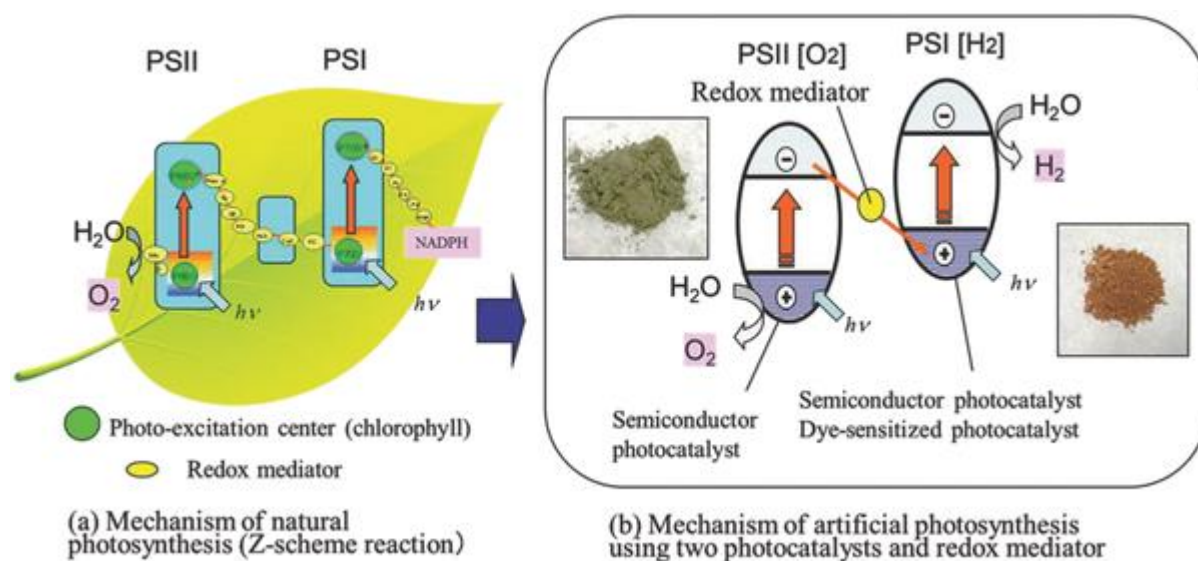 PSII
PSI
H₂O
O₂
hν
hν
NADPH
Photo-excitation center (chlorophyll)
Redox mediator
(a) Mechanism of natural
photosynthesis (Z-scheme reaction）
PSII [O₂]
PSI [H₂]
Redox mediator
H₂O
H₂
H₂O
O₂
hν
hν
Semiconductor
photocatalyst
Semiconductor photocatalyst
Dye-sensitized photocatalyst
(b) Mechanism of artificial photosynthesis
using two photocatalysts and redox mediator